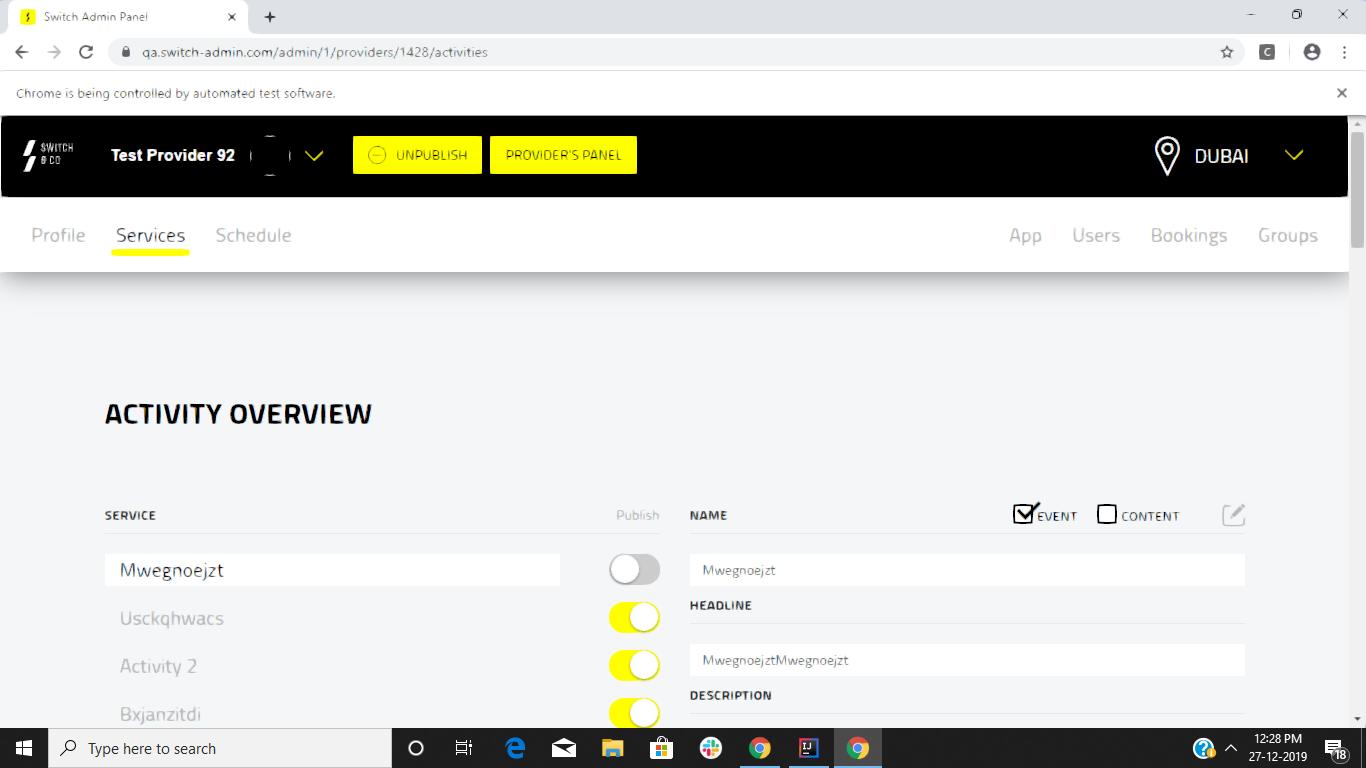 Switch Admin Panel
qa.switch-admin.com/admin/1/providers/1428/activities
Chrome is being controlled by automated test software.
SWITCH
& CO
Test Provider 92
UNPUBLISH
PROVIDER'S PANEL
DUBAI
Profile
Services
Schedule
App
Users
Bookings
Groups
ACTIVITY OVERVIEW
SERVICE
Publish
NAME
EVENT
CONTENT
Mwegnoejzt
Mwegnoejzt
HEADLINE
Usckqhwacs
MwegnoejztMwegnoejzt
Activity 2
DESCRIPTION
Bxjanzitdi
Type here to search
12:28 PM
27-12-2019
18